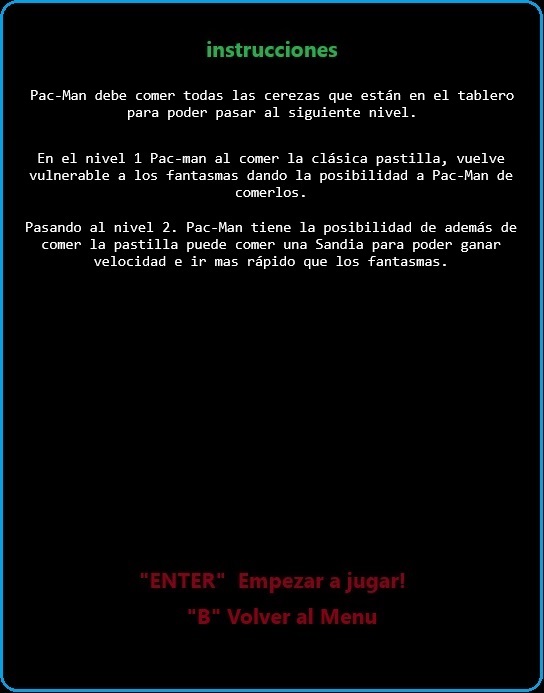 instrucciones
Pac-Man debe comer todas las cerezas que están en el tablero
para poder pasar al siguiente nivel.
En el nivel 1 Pac-man al comer la clásica pastilla, vuelve
vulnerable a los fantasmas dando la posibilidad a Pac-Man de
comerlos.
Pasando al nivel 2. Pac-Man tiene la posibilidad de además de
comer la pastilla puede comer una Sandia para poder ganar
velocidad e ir mas rápido que los fantasmas.
"ENTER"  Empezar a jugar!
"B" Volver al Menu